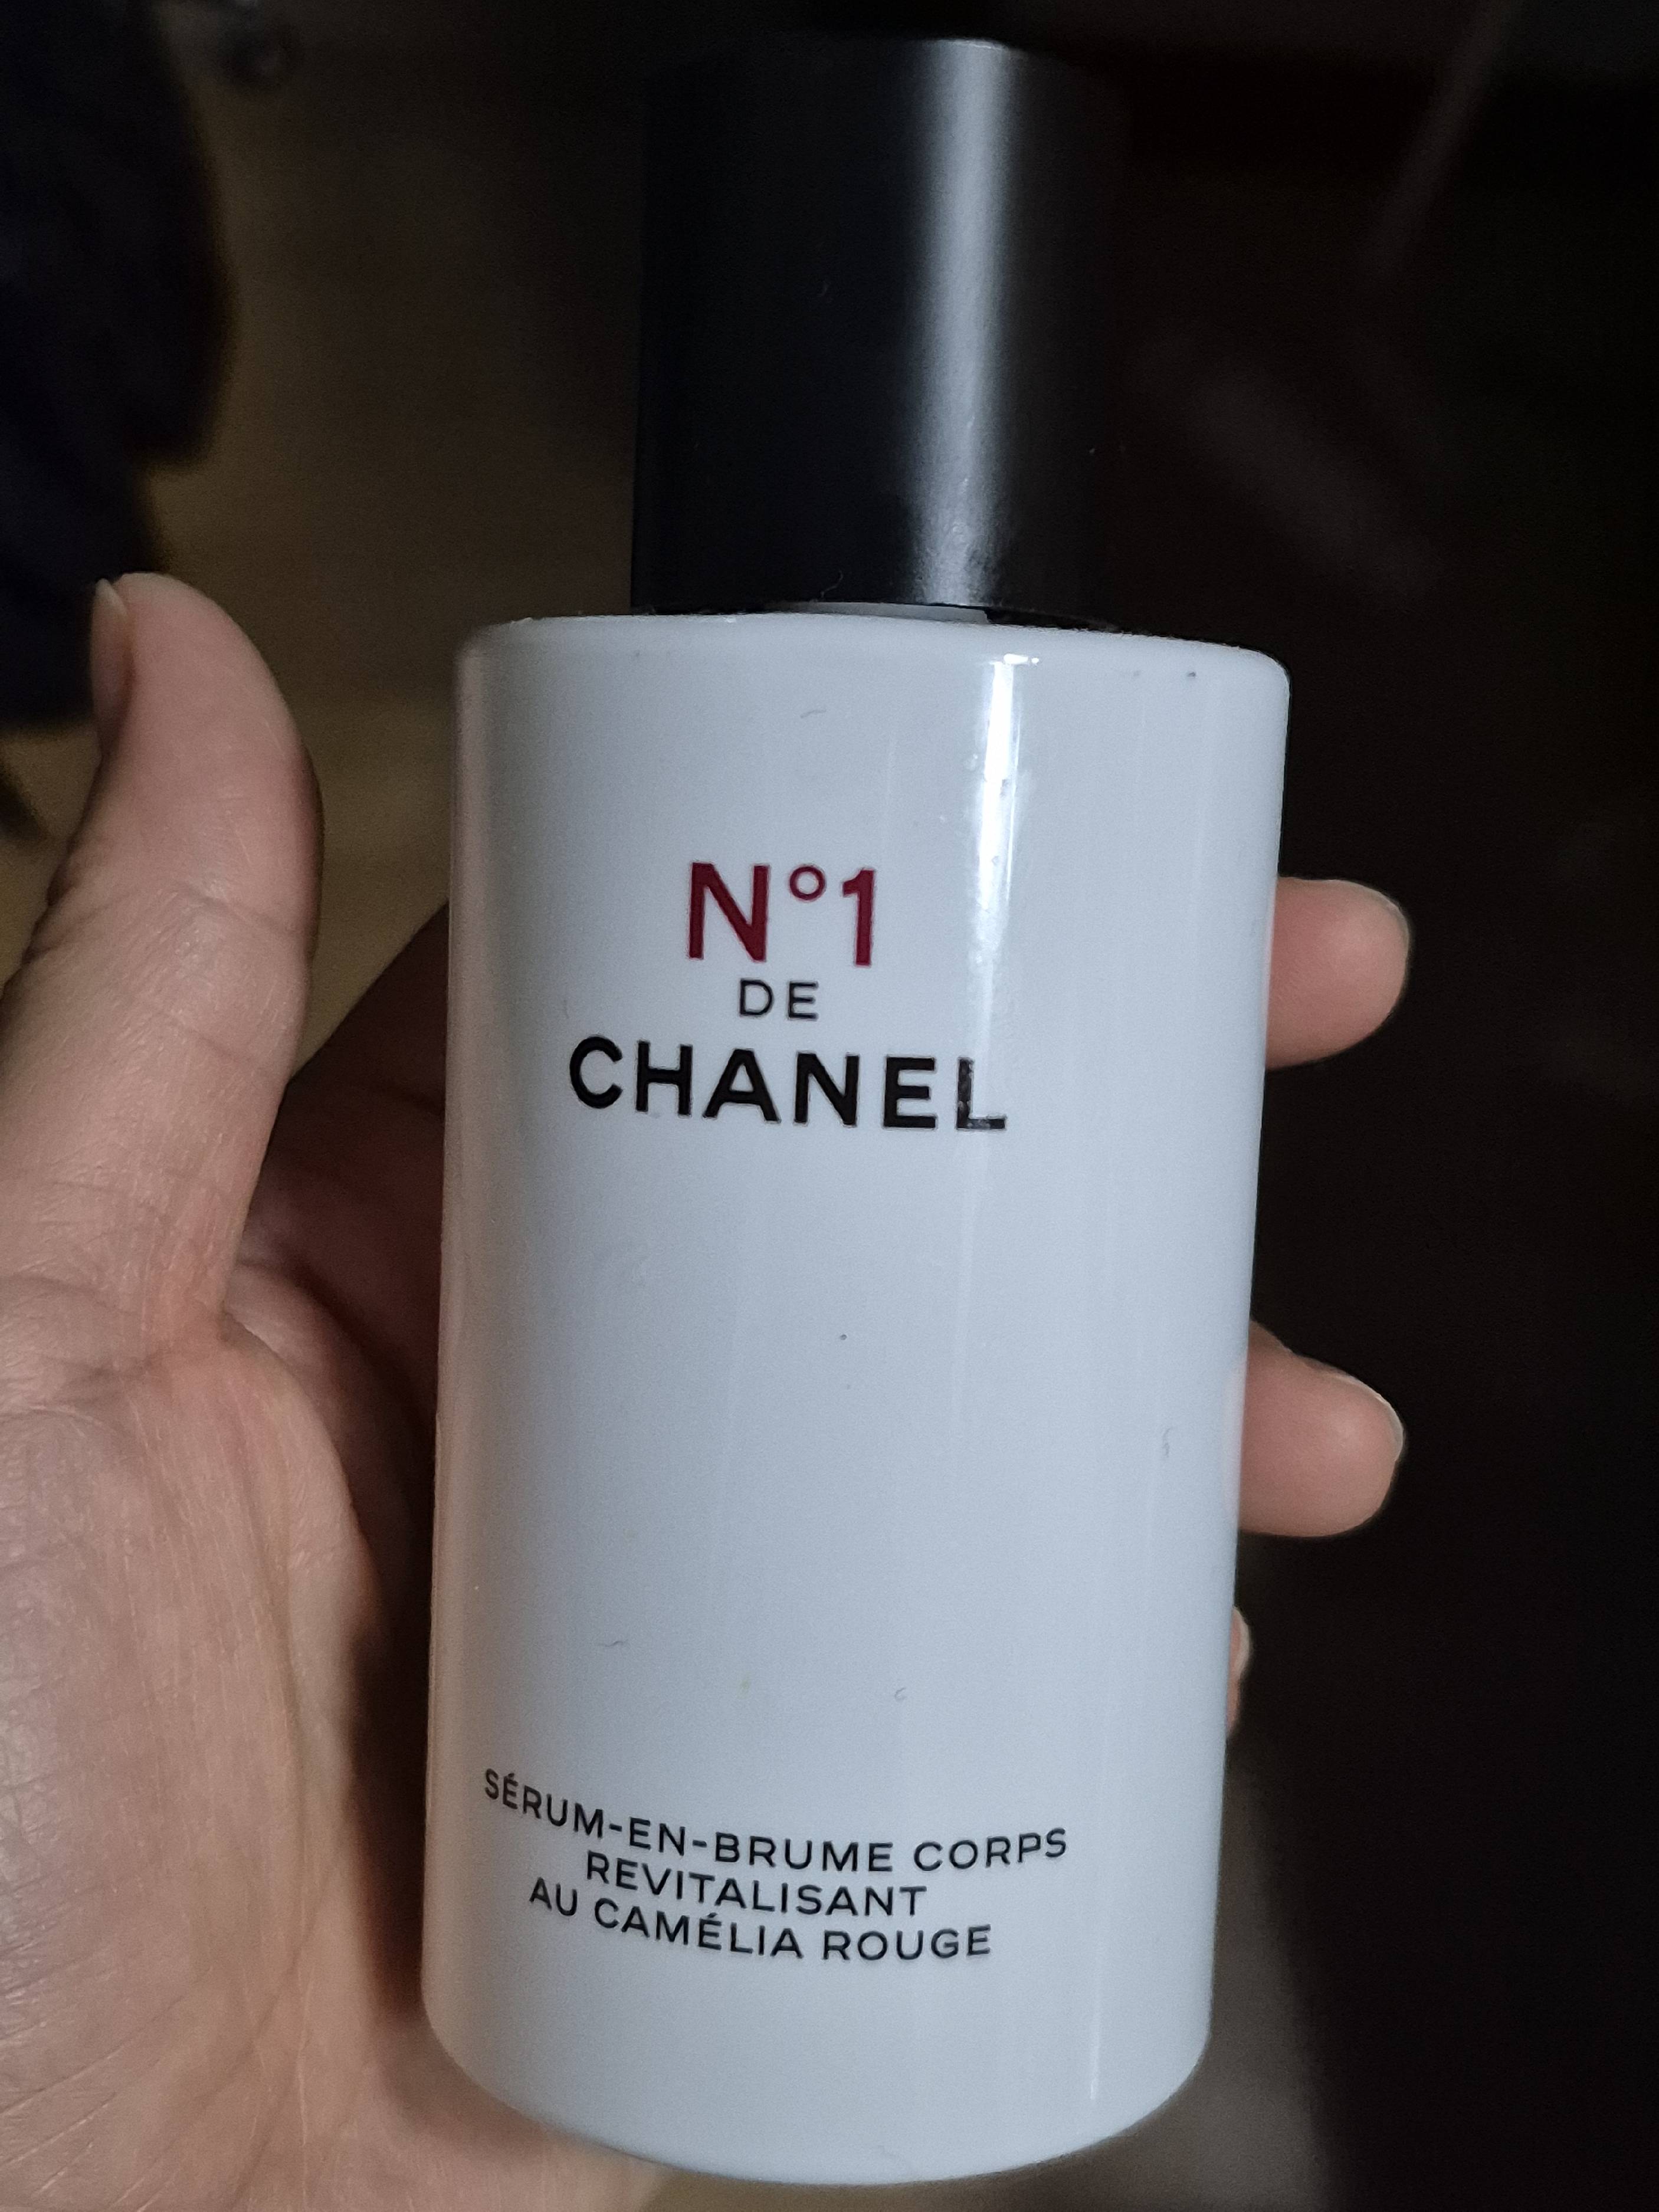 N°1
DE
CHANEL
SÉRUM-EN-BRUME CORPS
REVITALISANT
AU CAMÉLIA ROUGE